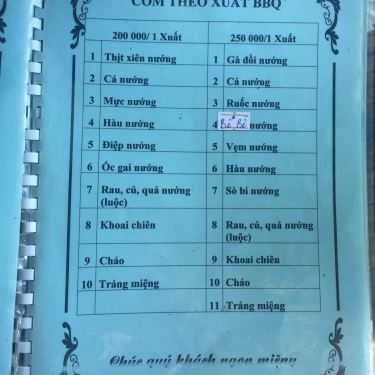 CƠM THEO XUẤT BBQ
200 000/ 1 Xuất 250 000/1 Xuất
1 Thịt xiên nướng 1 Gà đồi nướng
2 Cá nướng 2 Cá nướng
3 Mực nướng 3 Ruốc nướng
4 Hàu nướng 4 Bề Bề nướng
5 Điệp nướng 5 Vẹm nướng
6 Ốc gai nướng 6 Hàu nướng
7 Rau, củ, quả nướng 7 Sò bi nướng
(luộc)
8 Khoai chiên 8 Rau, củ, quả nướng
(luộc)
9 Cháo 9 Khoai chiên
10 Tráng miệng 10 Cháo
11 Tráng miệng
Chúc quý khách ngon miệng